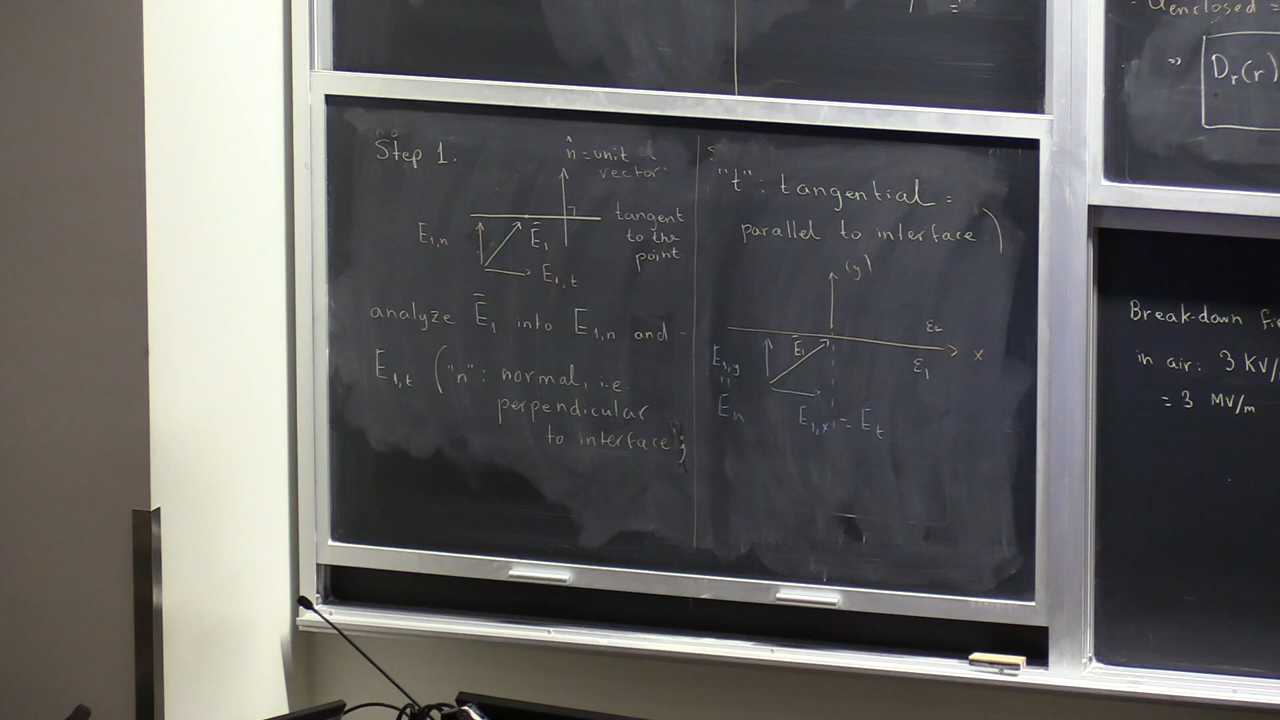 Step 1.
n̂ = unit
vector
tangent
to the
point
E1,n
Ē1
E1,t
analyze Ē1 into E1,n and
E1,t ("n": normal, i.e.
perpendicular
to interface;
"t": tangential =
parallel to interface)
(y)
ε2
x
ε1
E1,y
Ē1
=
En
E1,x = Et
enclosed =
⇒ Dr(r)
Break-down
in air: 3 KV/
= 3 MV/m